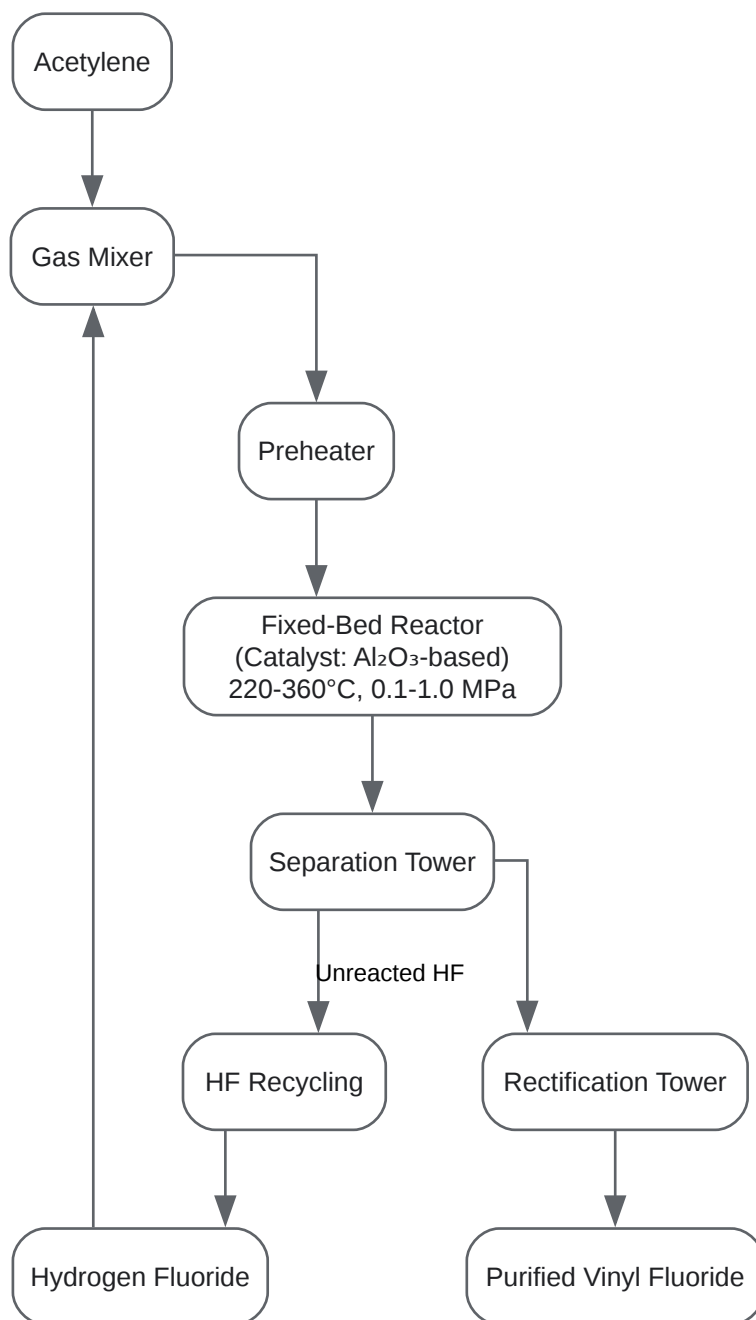 Acetylene
Gas Mixer
Preheater
Fixed-Bed Reactor
(Catalyst: Al₂O₃-based)
220-360°C, 0.1-1.0 MPa
Separation Tower
Unreacted HF
HF Recycling
Rectification Tower
Hydrogen Fluoride
Purified Vinyl Fluoride